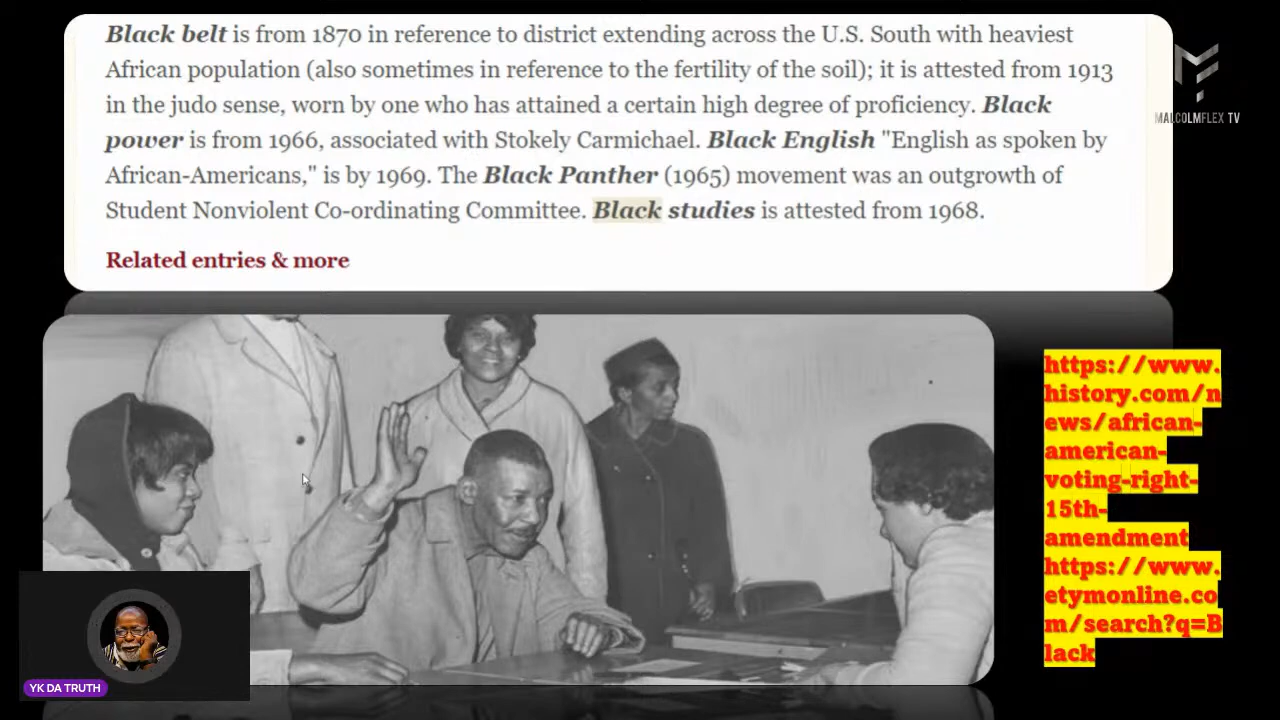 Black belt is from 1870 in reference to district extending across the U.S. South with heaviest
African population (also sometimes in reference to the fertility of the soil); it is attested from 1913
in the judo sense, worn by one who has attained a certain high degree of proficiency. Black
power is from 1966, associated with Stokely Carmichael. Black English "English as spoken by
African-Americans," is by 1969. The Black Panther (1965) movement was an outgrowth of
Student Nonviolent Co-ordinating Committee. Black studies is attested from 1968.
Related entries & more
MALCOLMFLEX TV
https://www.
history.com/n
ews/african-
american-
voting-right-
15th-
amendment
https://www.
etymonline.co
m/search?q=B
lack
YK DA TRUTH